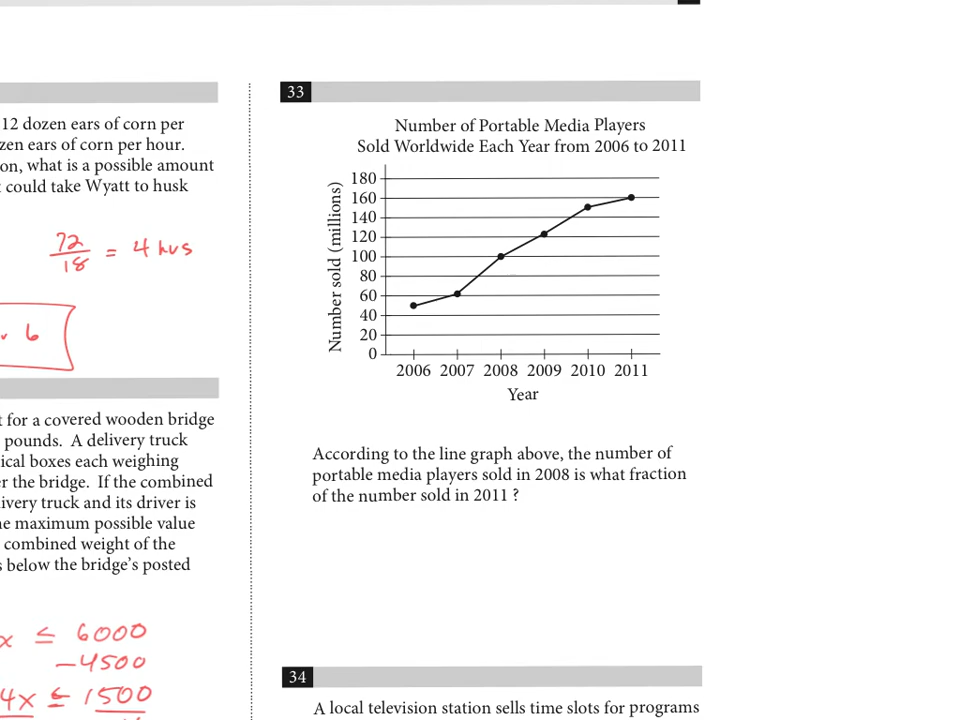 12 dozen ears of corn per
zen ears of corn per hour.
on, what is a possible amount
t could take Wyatt to husk
72
18
= 4 hrs
6
t for a covered wooden bridge
pounds. A delivery truck
ical boxes each weighing
er the bridge. If the combined
livery truck and its driver is
he maximum possible value
combined weight of the
s below the bridge's posted
x ≤ 6000
-4500
4x ≤ 1500
33
Number of Portable Media Players
Sold Worldwide Each Year from 2006 to 2011
Number sold (millions)
180
160
140
120
100
80
60
40
20
0
2006 2007 2008 2009 2010 2011
Year
According to the line graph above, the number of
portable media players sold in 2008 is what fraction
of the number sold in 2011 ?
34
A local television station sells time slots for programs